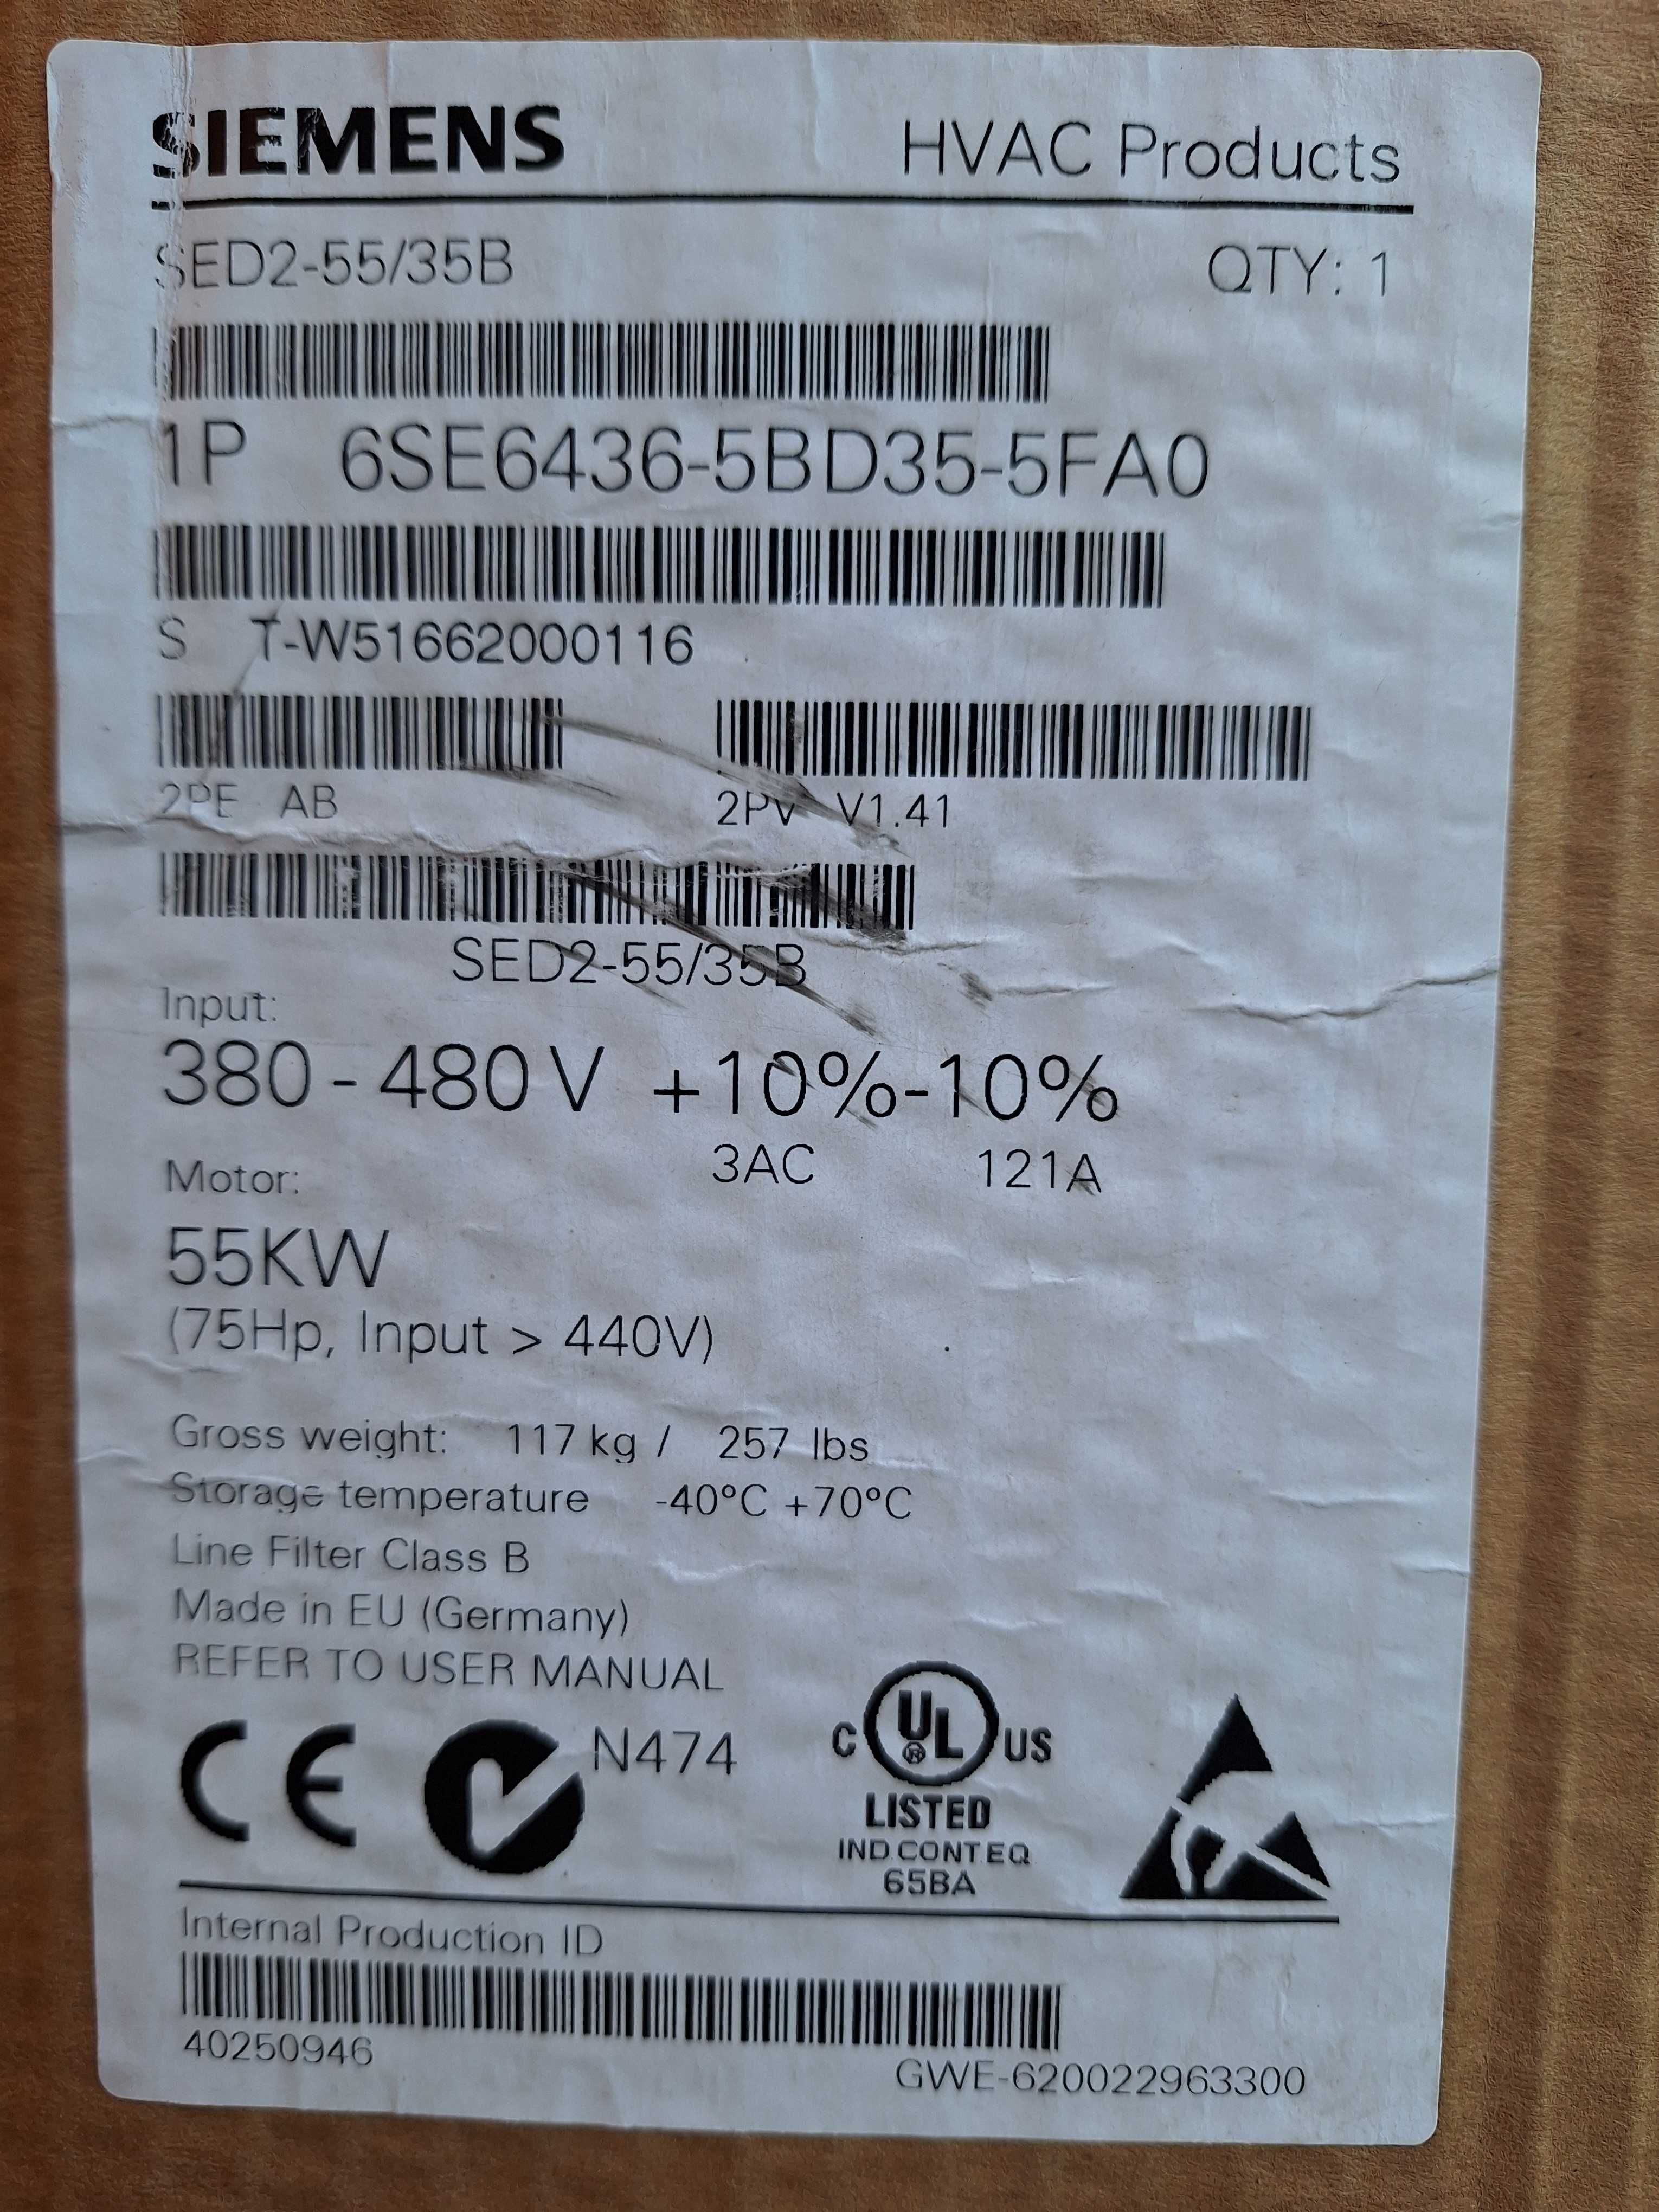 SIEMENS HVAC Products
SED2-55/35B QTY: 1
1P 6SE6436-5BD35-5FA0
S T-W51662000116
2PE AB 2PV V1.41
SED2-55/35B
Input:
380 - 480 V +10%-10%
3AC 121A
Motor:
55KW
(75Hp, Input > 440V)
Gross weight: 117 kg / 257 lbs
Storage temperature -40°C +70°C
Line Filter Class B
Made in EU (Germany)
REFER TO USER MANUAL
CE N474 C UL ® US
LISTED
IND.CONT.EQ
65BA
Internal Production ID
40250946
GWE-620022963300